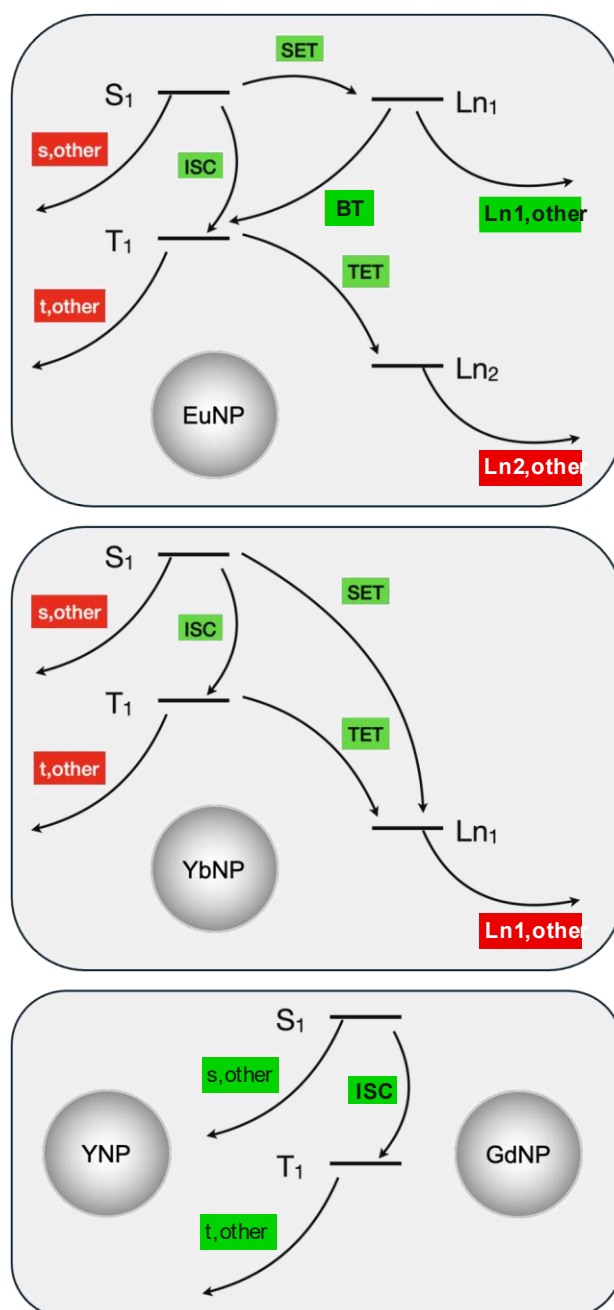 SET
S₁
Ln₁
s,other
ISC
BT
Ln1,other
T₁
TET
t,other
Ln₂
EuNP
Ln2,other
S₁
SET
s,other
ISC
T₁
TET
t,other
Ln₁
YbNP
Ln1,other
S₁
s,other
ISC
YNP
T₁
GdNP
t,other